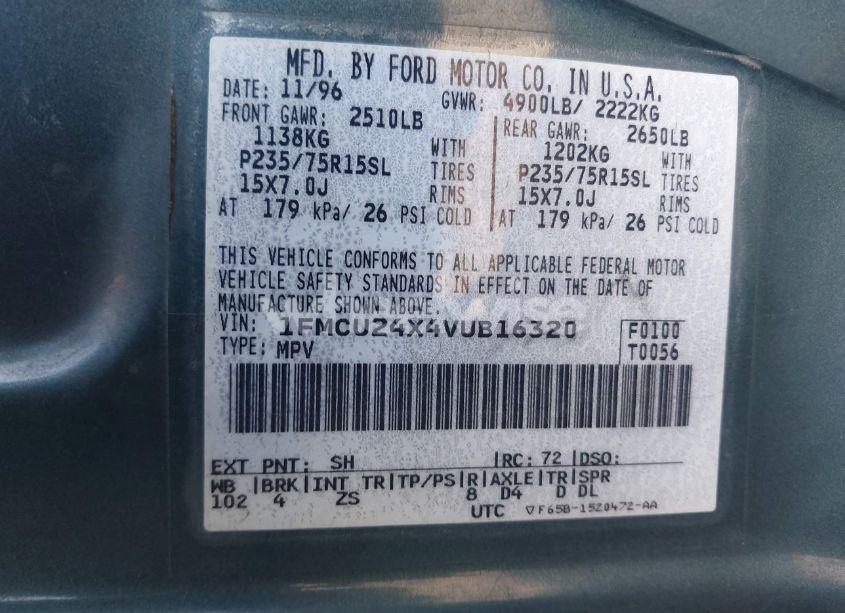 MFD. BY FORD MOTOR CO. IN U.S.A.
DATE: 11/96 GVWR: 4900LB/ 2222KG
FRONT GAWR: 2510LB REAR GAWR: 2650LB
1138KG WITH 1202KG WITH
P235/75R15SL TIRES P235/75R15SL TIRES
15X7.0J RIMS 15X7.0J RIMS
AT 179 kPa/ 26 PSI COLD AT 179 kPa/ 26 PSI COLD
THIS VEHICLE CONFORMS TO ALL APPLICABLE FEDERAL MOTOR
VEHICLE SAFETY STANDARDS IN EFFECT ON THE DATE OF
MANUFACTURE SHOWN ABOVE.
VIN: 1FMCU24X4VUB16320 F0100
TYPE: MPV T0056
EXT PNT: SH RC: 72 DSO:
WB BRK INT TR TP/PS R AXLE TR SPR
102 4 ZS 8 D4 D DL
UTC ▽F65B-1520472-AA